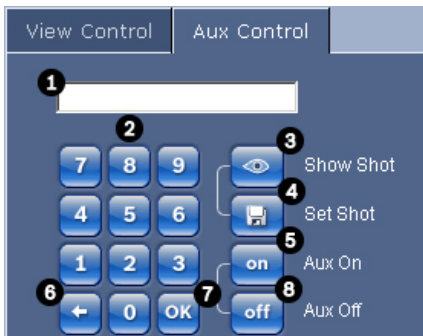 View Control Aux Control
1
2
3
7 8 9 Show Shot
4
4 5 6 Set Shot
5
1 2 3 on Aux On
6 7 8
0 OK off Aux Off